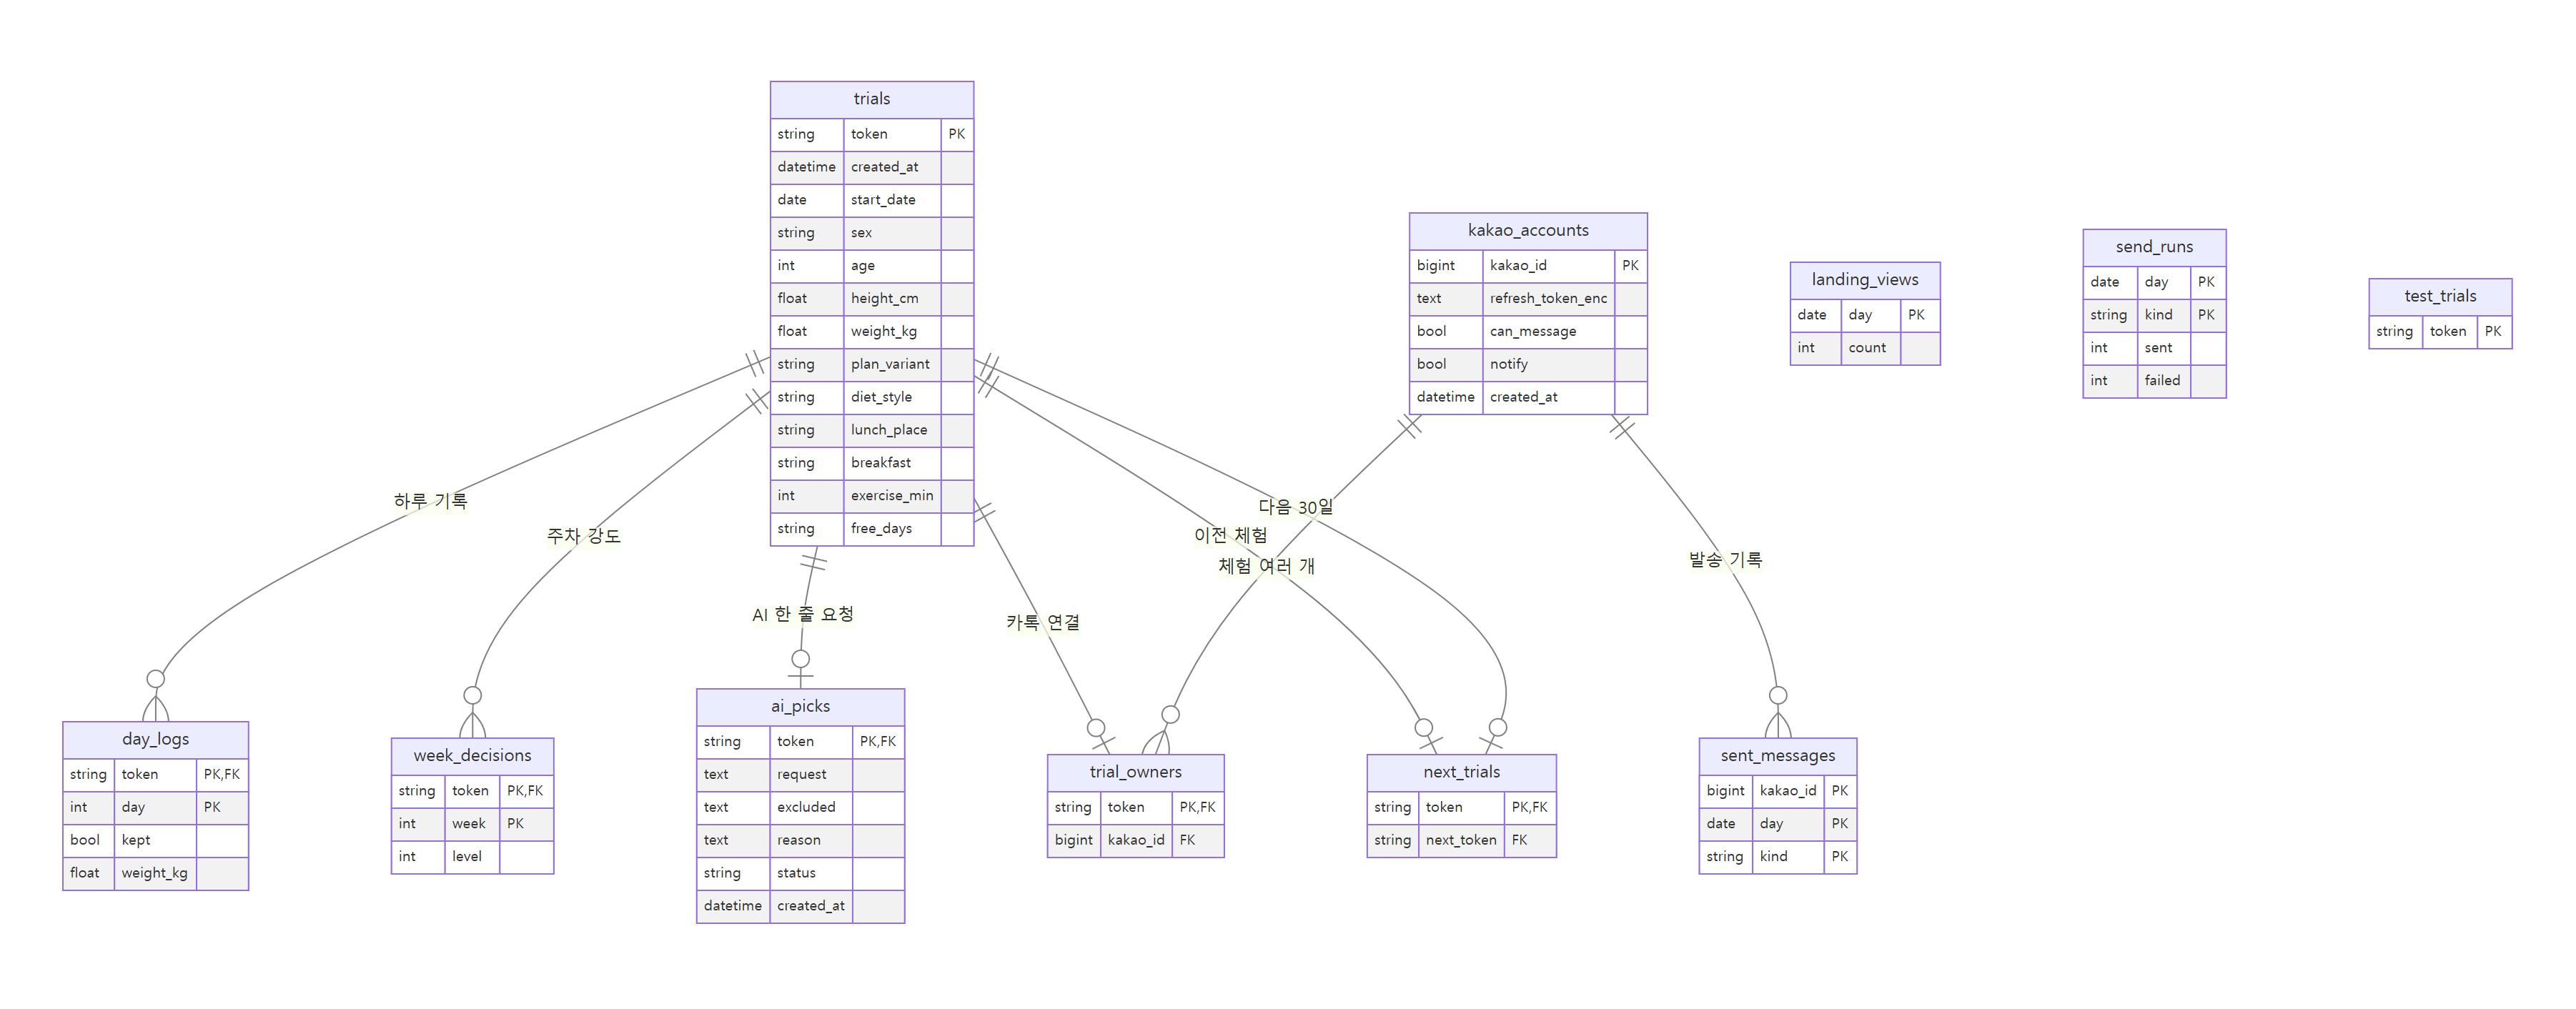 trials
string token PK
datetime created_at
date start_date
string sex
int age
float height_cm
float weight_kg
string plan_variant
string diet_style
string lunch_place
string breakfast
int exercise_min
string free_days
kakao_accounts
bigint kakao_id PK
text refresh_token_enc
bool can_message
bool notify
datetime created_at
landing_views
date day PK
int count
send_runs
date day PK
string kind PK
int sent
int failed
test_trials
string token PK
하루 기록
주차 강도
AI 한 줄 요청
카톡 연결
다음 30일
이전 체험
체험 여러 개
발송 기록
day_logs
string token PK,FK
int day PK
bool kept
float weight_kg
week_decisions
string token PK,FK
int week PK
int level
ai_picks
string token PK,FK
text request
text excluded
text reason
string status
datetime created_at
trial_owners
string token PK,FK
bigint kakao_id FK
next_trials
string token PK,FK
string next_token FK
sent_messages
bigint kakao_id PK
date day PK
string kind PK